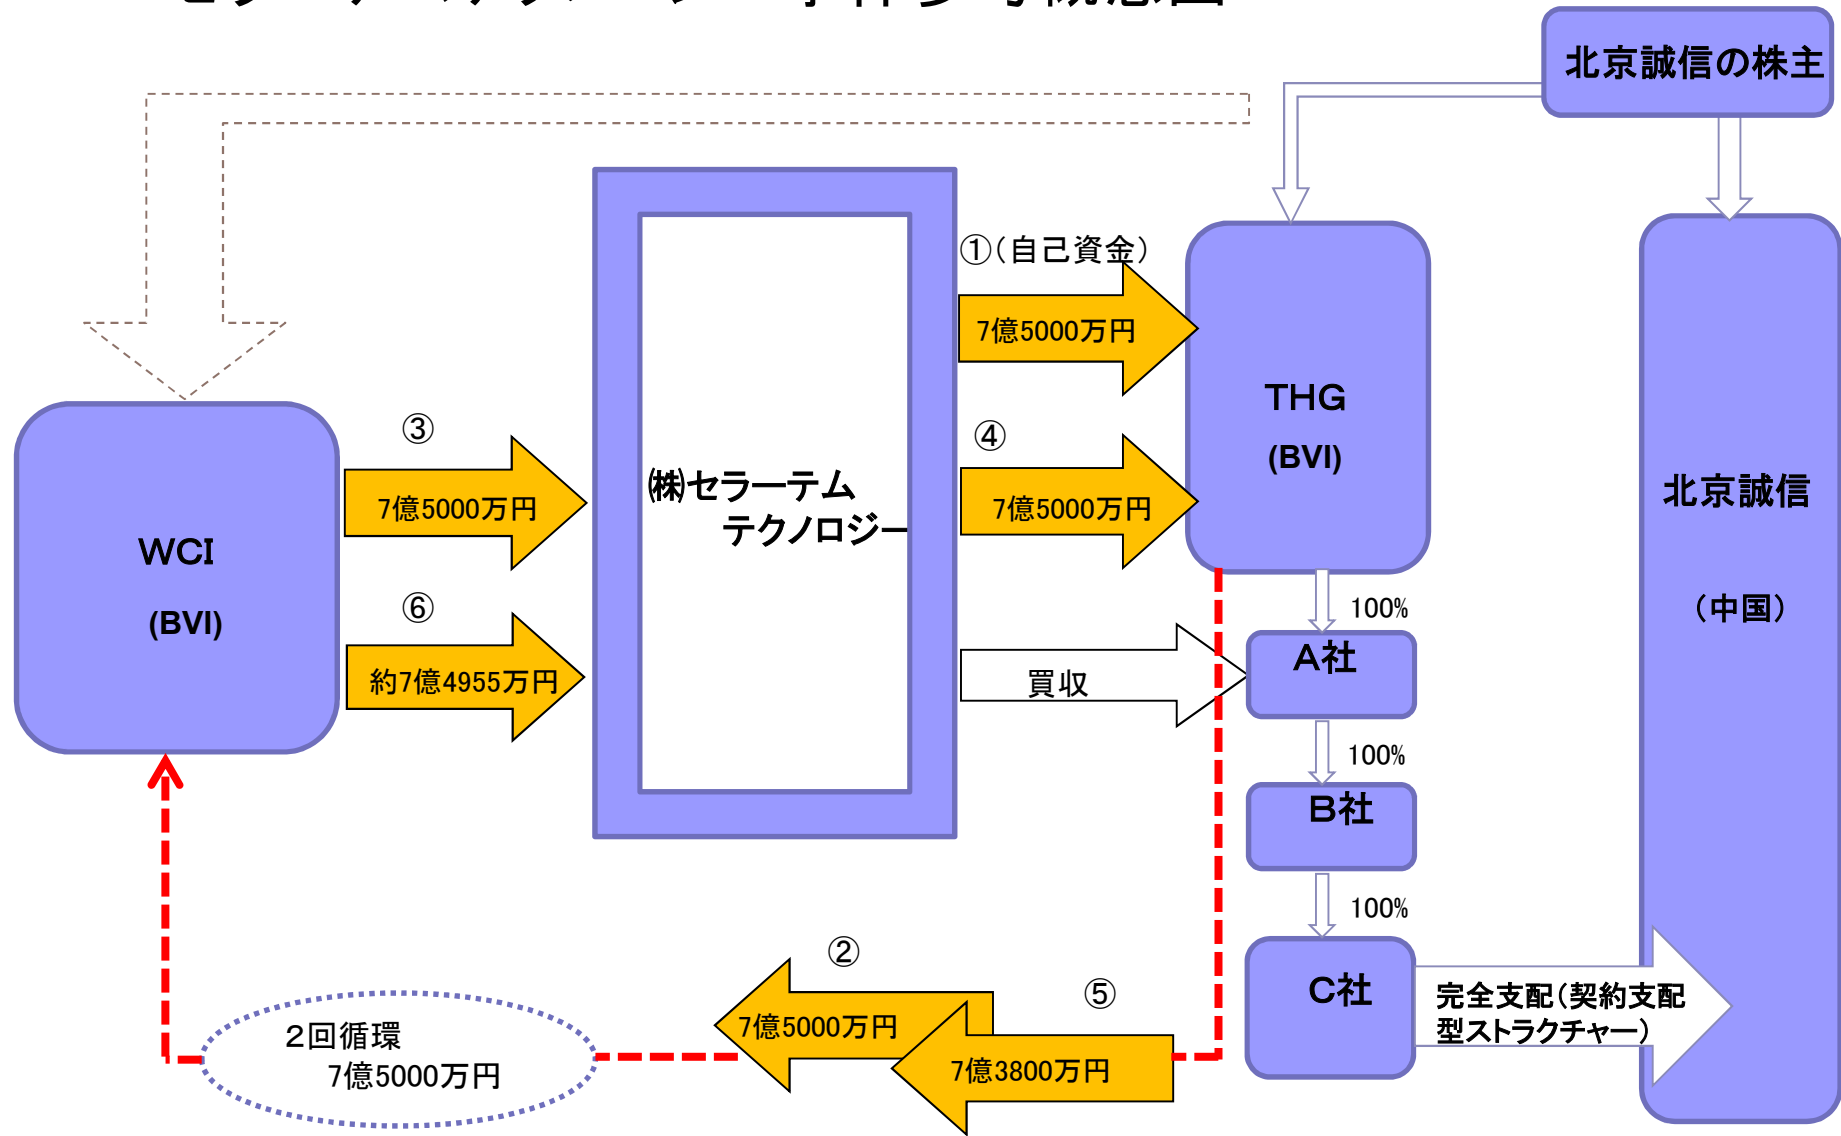 北京誠信の株主
①(自己資金)
7億5000万円
THG
(BVI)
③
7億5000万円
④
7億5000万円
㈱セラーテム
テクノロジー
北京誠信
(中国)
WCI
(BVI)
⑥
約7億4955万円
買収
100%
A社
100%
B社
100%
C社
完全支配(契約支配
型ストラクチャー)
②
7億5000万円
⑤
7億3800万円
2回循環
7億5000万円